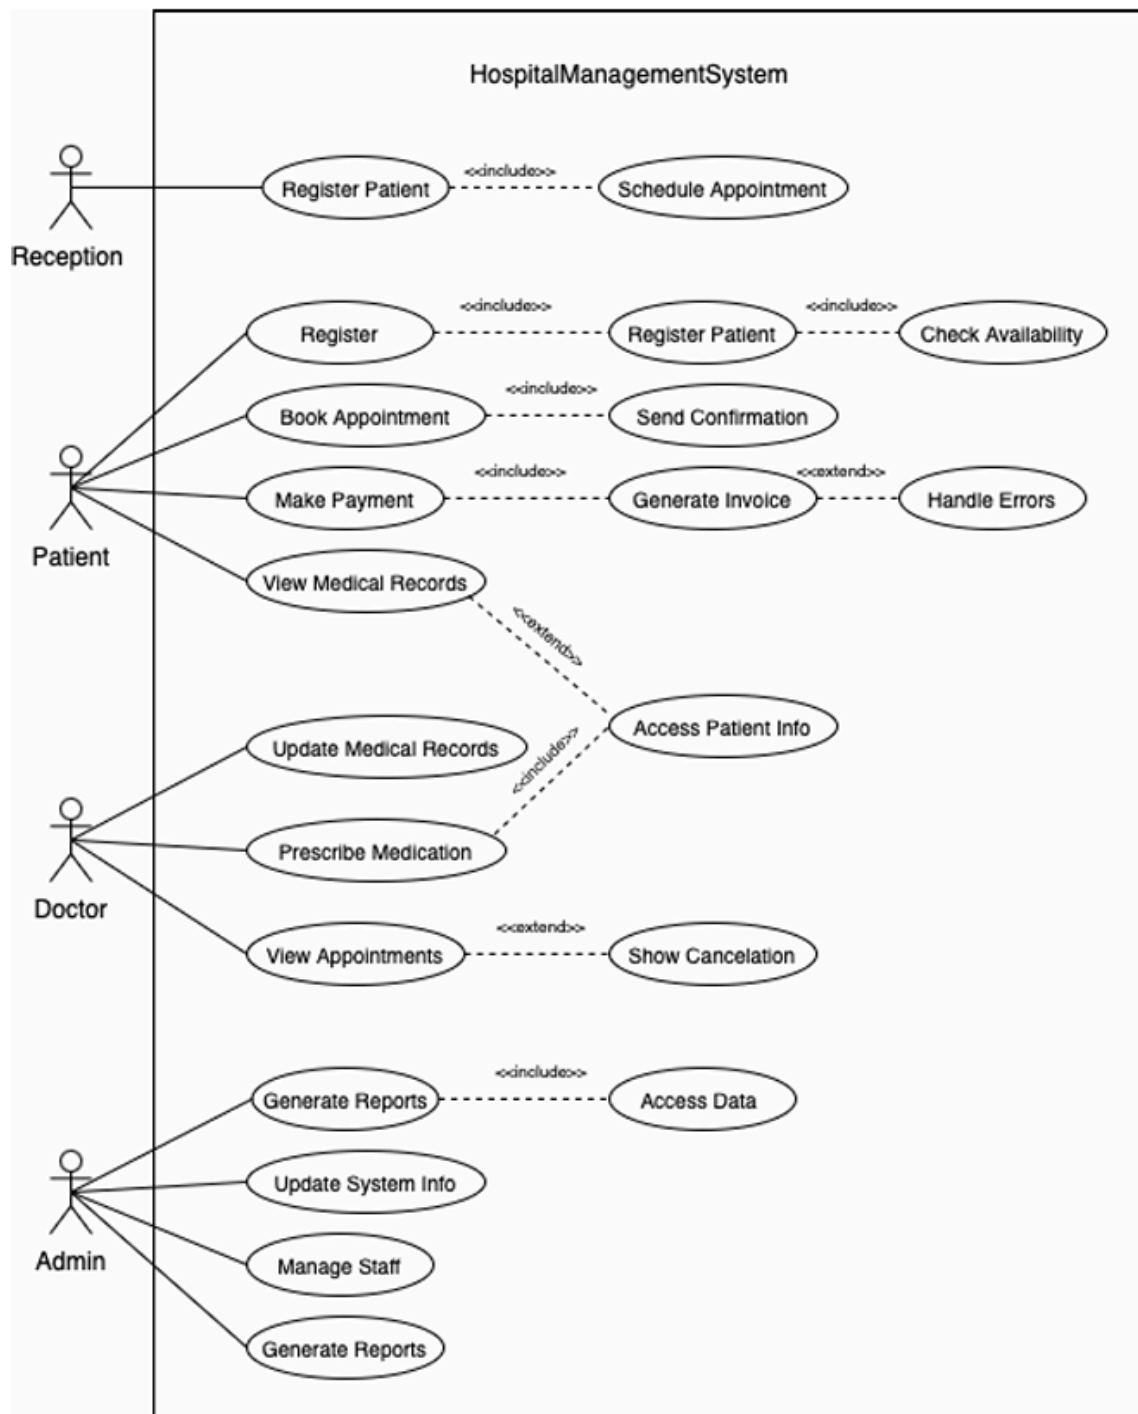 HospitalManagementSystem
Reception
Register Patient
<<include>>
Schedule Appointment
Patient
Register
<<include>>
Register Patient
<<include>>
Check Availability
Book Appointment
<<include>>
Send Confirmation
Make Payment
<<include>>
Generate Invoice
<<extend>>
Handle Errors
View Medical Records
<<extend>>
Access Patient Info
Doctor
Update Medical Records
<<include>>
Prescribe Medication
View Appointments
<<extend>>
Show Cancelation
Admin
Generate Reports
<<include>>
Access Data
Update System Info
Manage Staff
Generate Reports